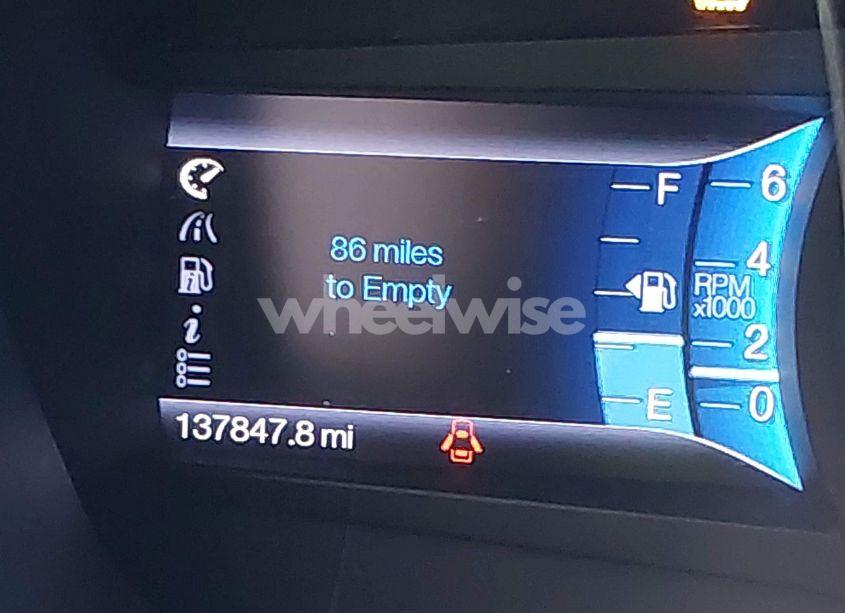 86 miles
to Empty
wheelwise
F
E
6
4
RPM
x1000
2
0
137847.8 mi
i